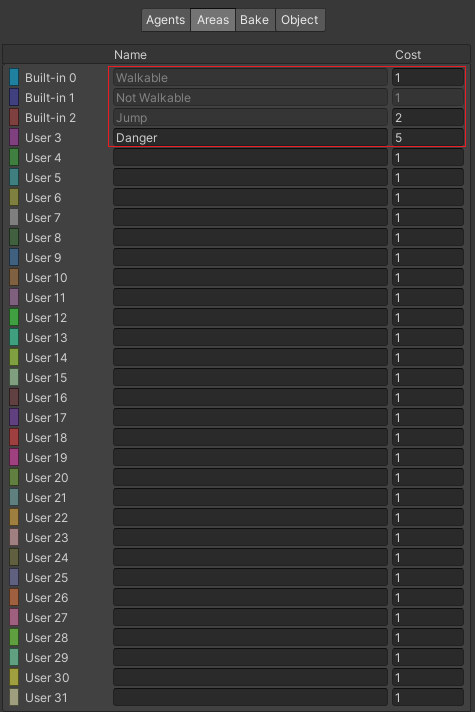 Agents Areas Bake Object
Name Cost
Built-in 0 Walkable 1
Built-in 1 Not Walkable 1
Built-in 2 Jump 2
User 3 Danger 5
User 4 1
User 5 1
User 6 1
User 7 1
User 8 1
User 9 1
User 10 1
User 11 1
User 12 1
User 13 1
User 14 1
User 15 1
User 16 1
User 17 1
User 18 1
User 19 1
User 20 1
User 21 1
User 22 1
User 23 1
User 24 1
User 25 1
User 26 1
User 27 1
User 28 1
User 29 1
User 30 1
User 31 1